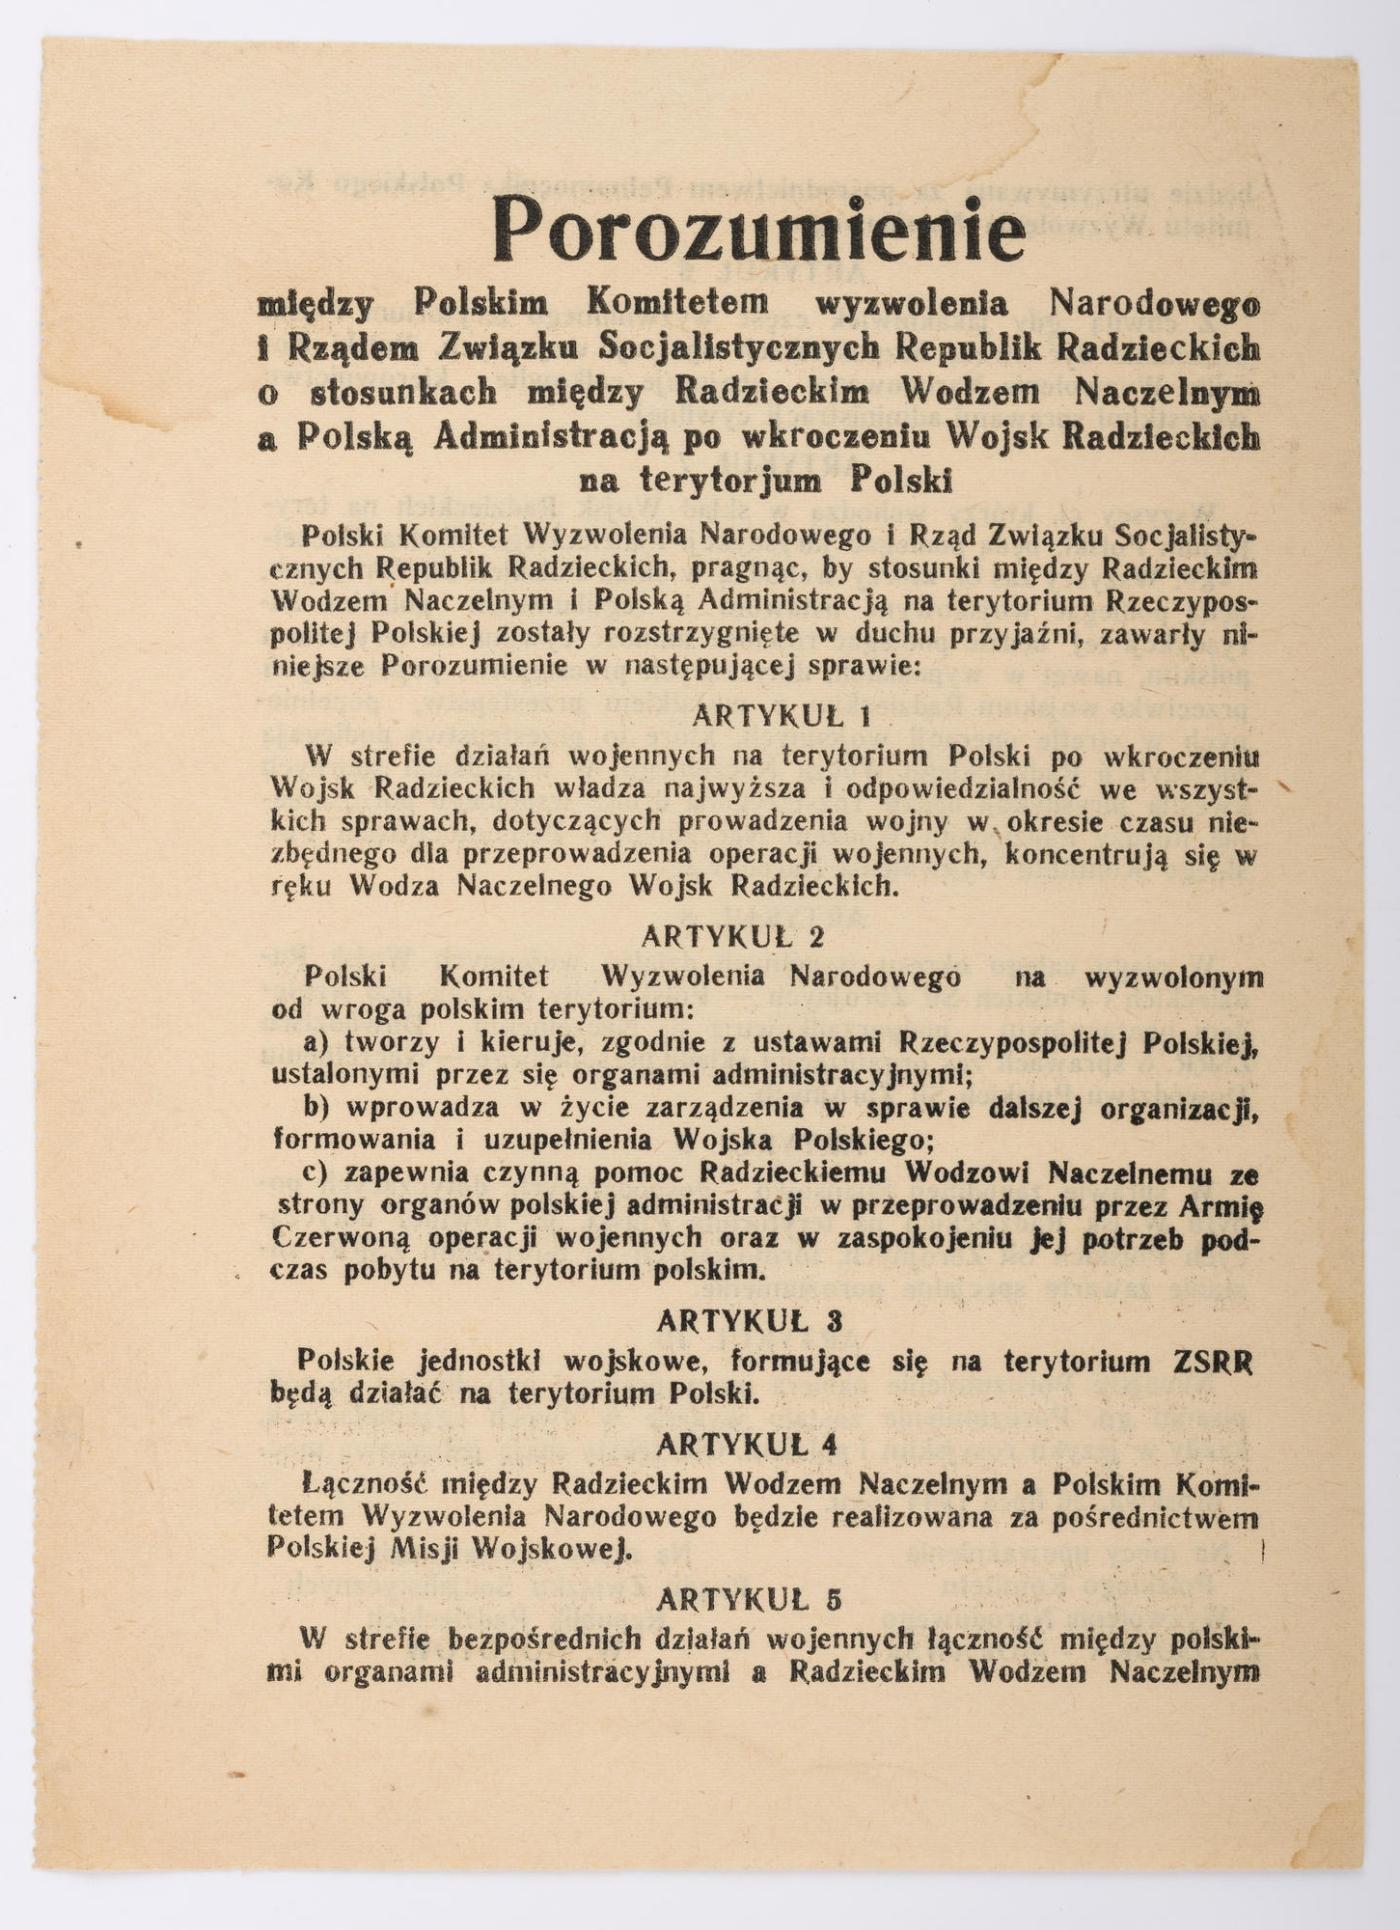 Porozumienie
między Polskim Komitetem wyzwolenia Narodowego
i Rządem Związku Socjalistycznych Republik Radzieckich
o stosunkach między Radzieckim Wodzem Naczelnym
a Polską Administracją po wkroczeniu Wojsk Radzieckich
na terytorjum Polski
Polski Komitet Wyzwolenia Narodowego i Rząd Związku Socjalisty-
cznych Republik Radzieckich, pragnąc, by stosunki między Radzieckim
Wodzem Naczelnym i Polską Administracją na terytorium Rzeczypos-
politej Polskiej zostały rozstrzygnięte w duchu przyjaźni, zawarły ni-
niejsze Porozumienie w następującej sprawie:
ARTYKUŁ 1
W strefie działań wojennych na terytorium Polski po wkroczeniu
Wojsk Radzieckich władza najwyższa i odpowiedzialność we wszyst-
kich sprawach, dotyczących prowadzenia wojny w okresie czasu nie-
zbędnego dla przeprowadzenia operacji wojennych, koncentrują się w
ręku Wodza Naczelnego Wojsk Radzieckich.
ARTYKUŁ 2
Polski Komitet Wyzwolenia Narodowego na wyzwolonym
od wroga polskim terytorium:
a) tworzy i kieruje, zgodnie z ustawami Rzeczypospolitej Polskiej,
ustalonymi przez się organami administracyjnymi;
b) wprowadza w życie zarządzenia w sprawie dalszej organizacji,
formowania i uzupełnienia Wojska Polskiego;
c) zapewnia czynną pomoc Radzieckiemu Wodzowi Naczelnemu ze
strony organów polskiej administracji w przeprowadzeniu przez Armię
Czerwoną operacji wojennych oraz w zaspokojeniu jej potrzeb pod-
czas pobytu na terytorium polskim.
ARTYKUŁ 3
Polskie jednostki wojskowe, formujące się na terytorium ZSRR
będą działać na terytorium Polski.
ARTYKUŁ 4
Łączność między Radzieckim Wodzem Naczelnym a Polskim Komi-
tetem Wyzwolenia Narodowego będzie realizowana za pośrednictwem
Polskiej Misji Wojskowej.
ARTYKUŁ 5
W strefie bezpośrednich działań wojennych łączność między polski-
mi organami administracyjnymi a Radzieckim Wodzem Naczelnym